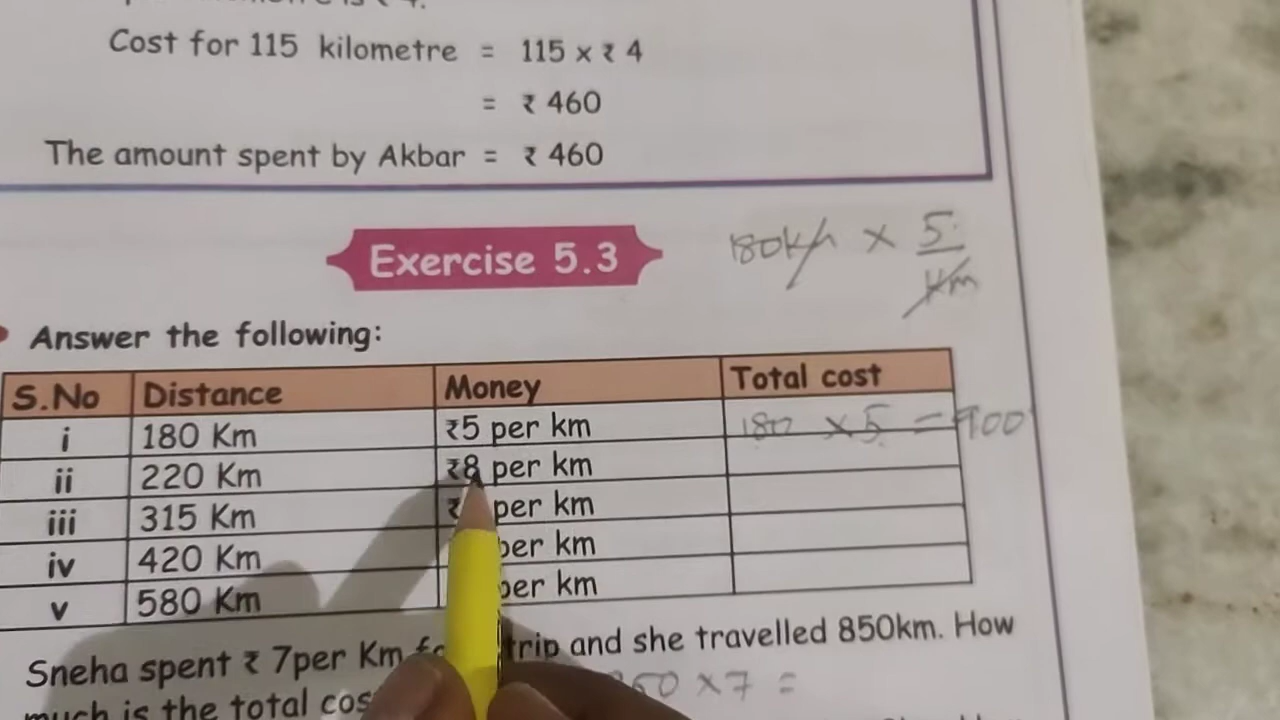 Cost for 115 kilometre = 115 x ₹ 4
= ₹ 460
The amount spent by Akbar = ₹ 460
Exercise 5.3
180km × 5/km
Answer the following:
S.No Distance Money Total cost
i 180 Km ₹5 per km 180 × 5 = 900
ii 220 Km ₹8 per km
iii 315 Km ₹ per km
iv 420 Km per km
v 580 Km per km
Sneha spent ₹ 7per Km trip and she travelled 850km. How
much is the total × 7 =